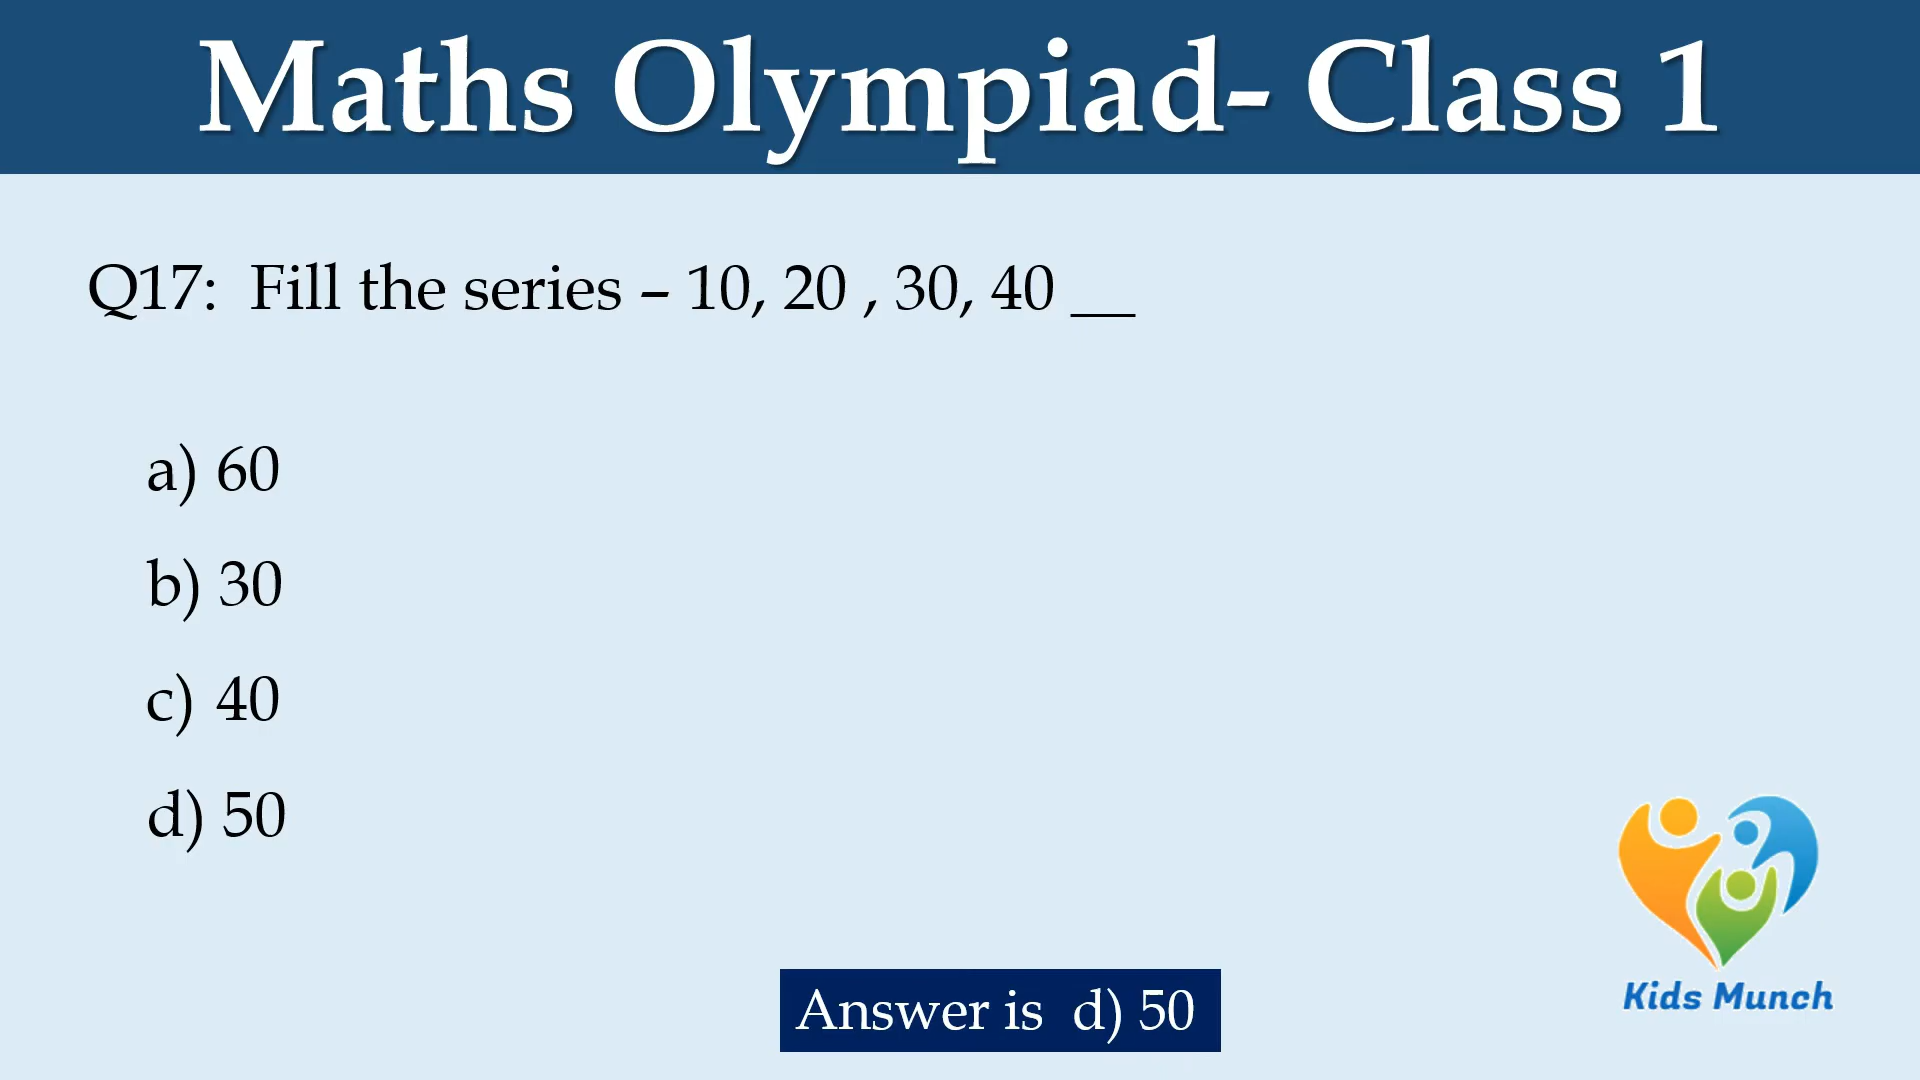 Maths Olympiad- Class 1
Q17:  Fill the series – 10, 20 , 30, 40 __
a) 60
b) 30
c) 40
d) 50
Kids Munch
Answer is  d) 50